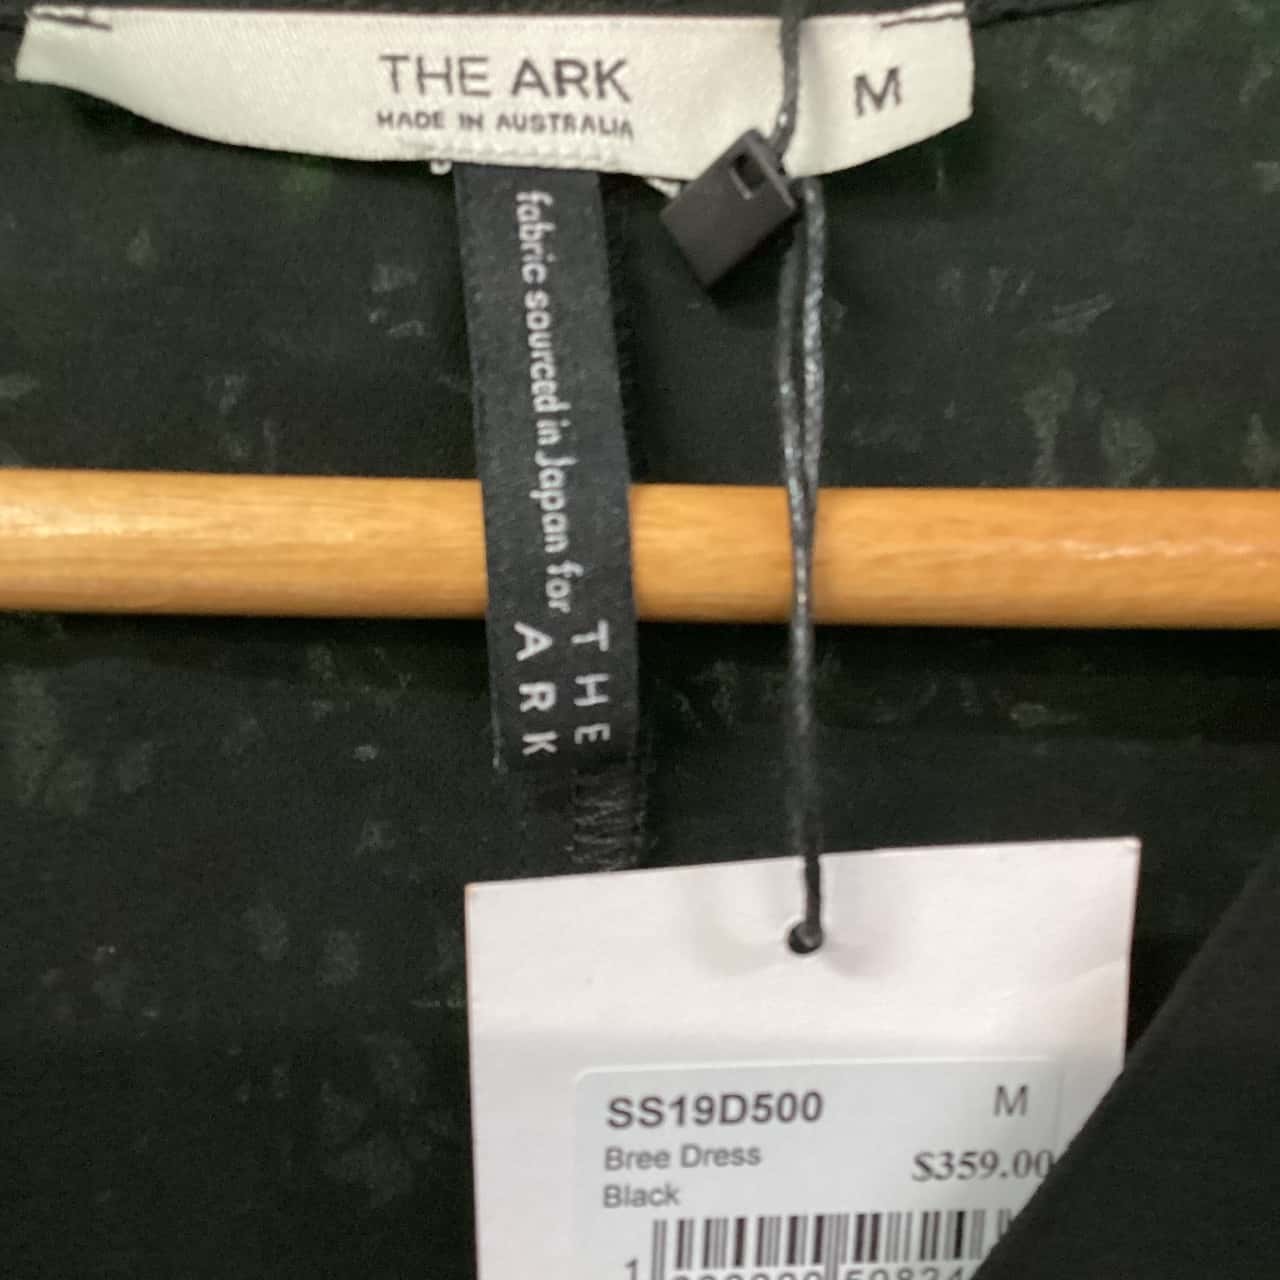 THE ARK
MADE IN AUSTRALIA
M
fabric sourced in Japan for
THE
ARK
SS19D500 M
Bree Dress
$359.00
Black